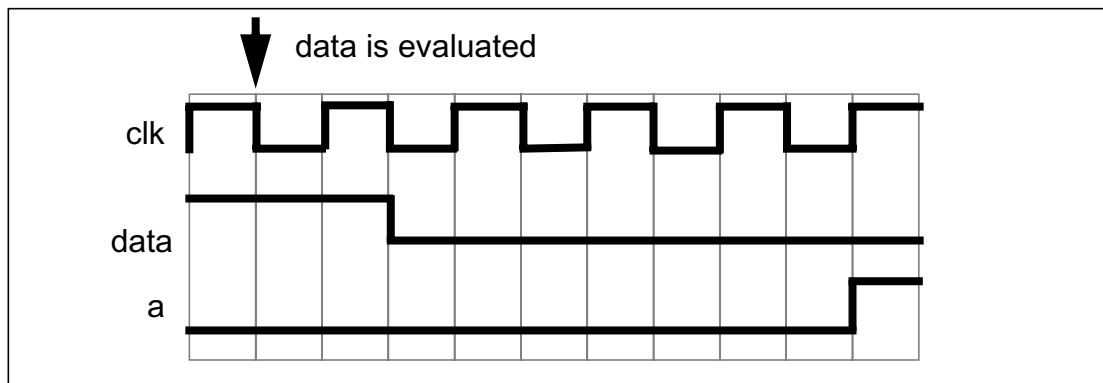 data is evaluated
clk
data
a